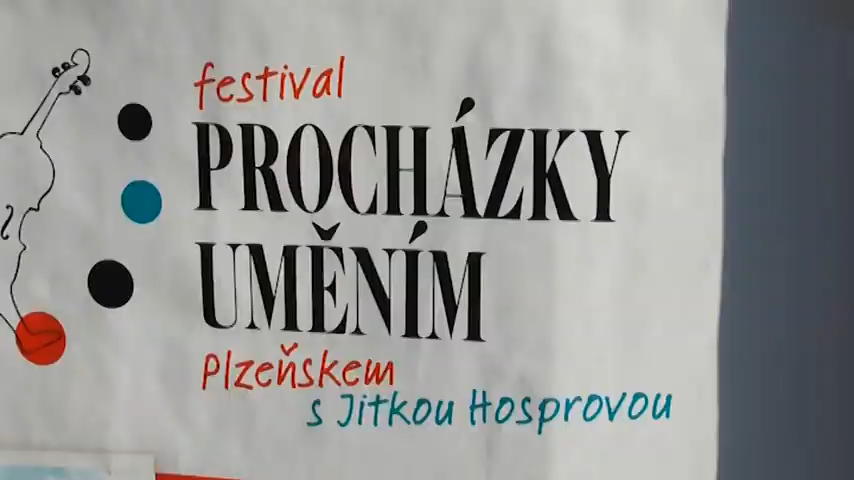 festival
PROCHÁZKY
UMĚNÍM
Plzeňskem
s Jitkou Hosprovou